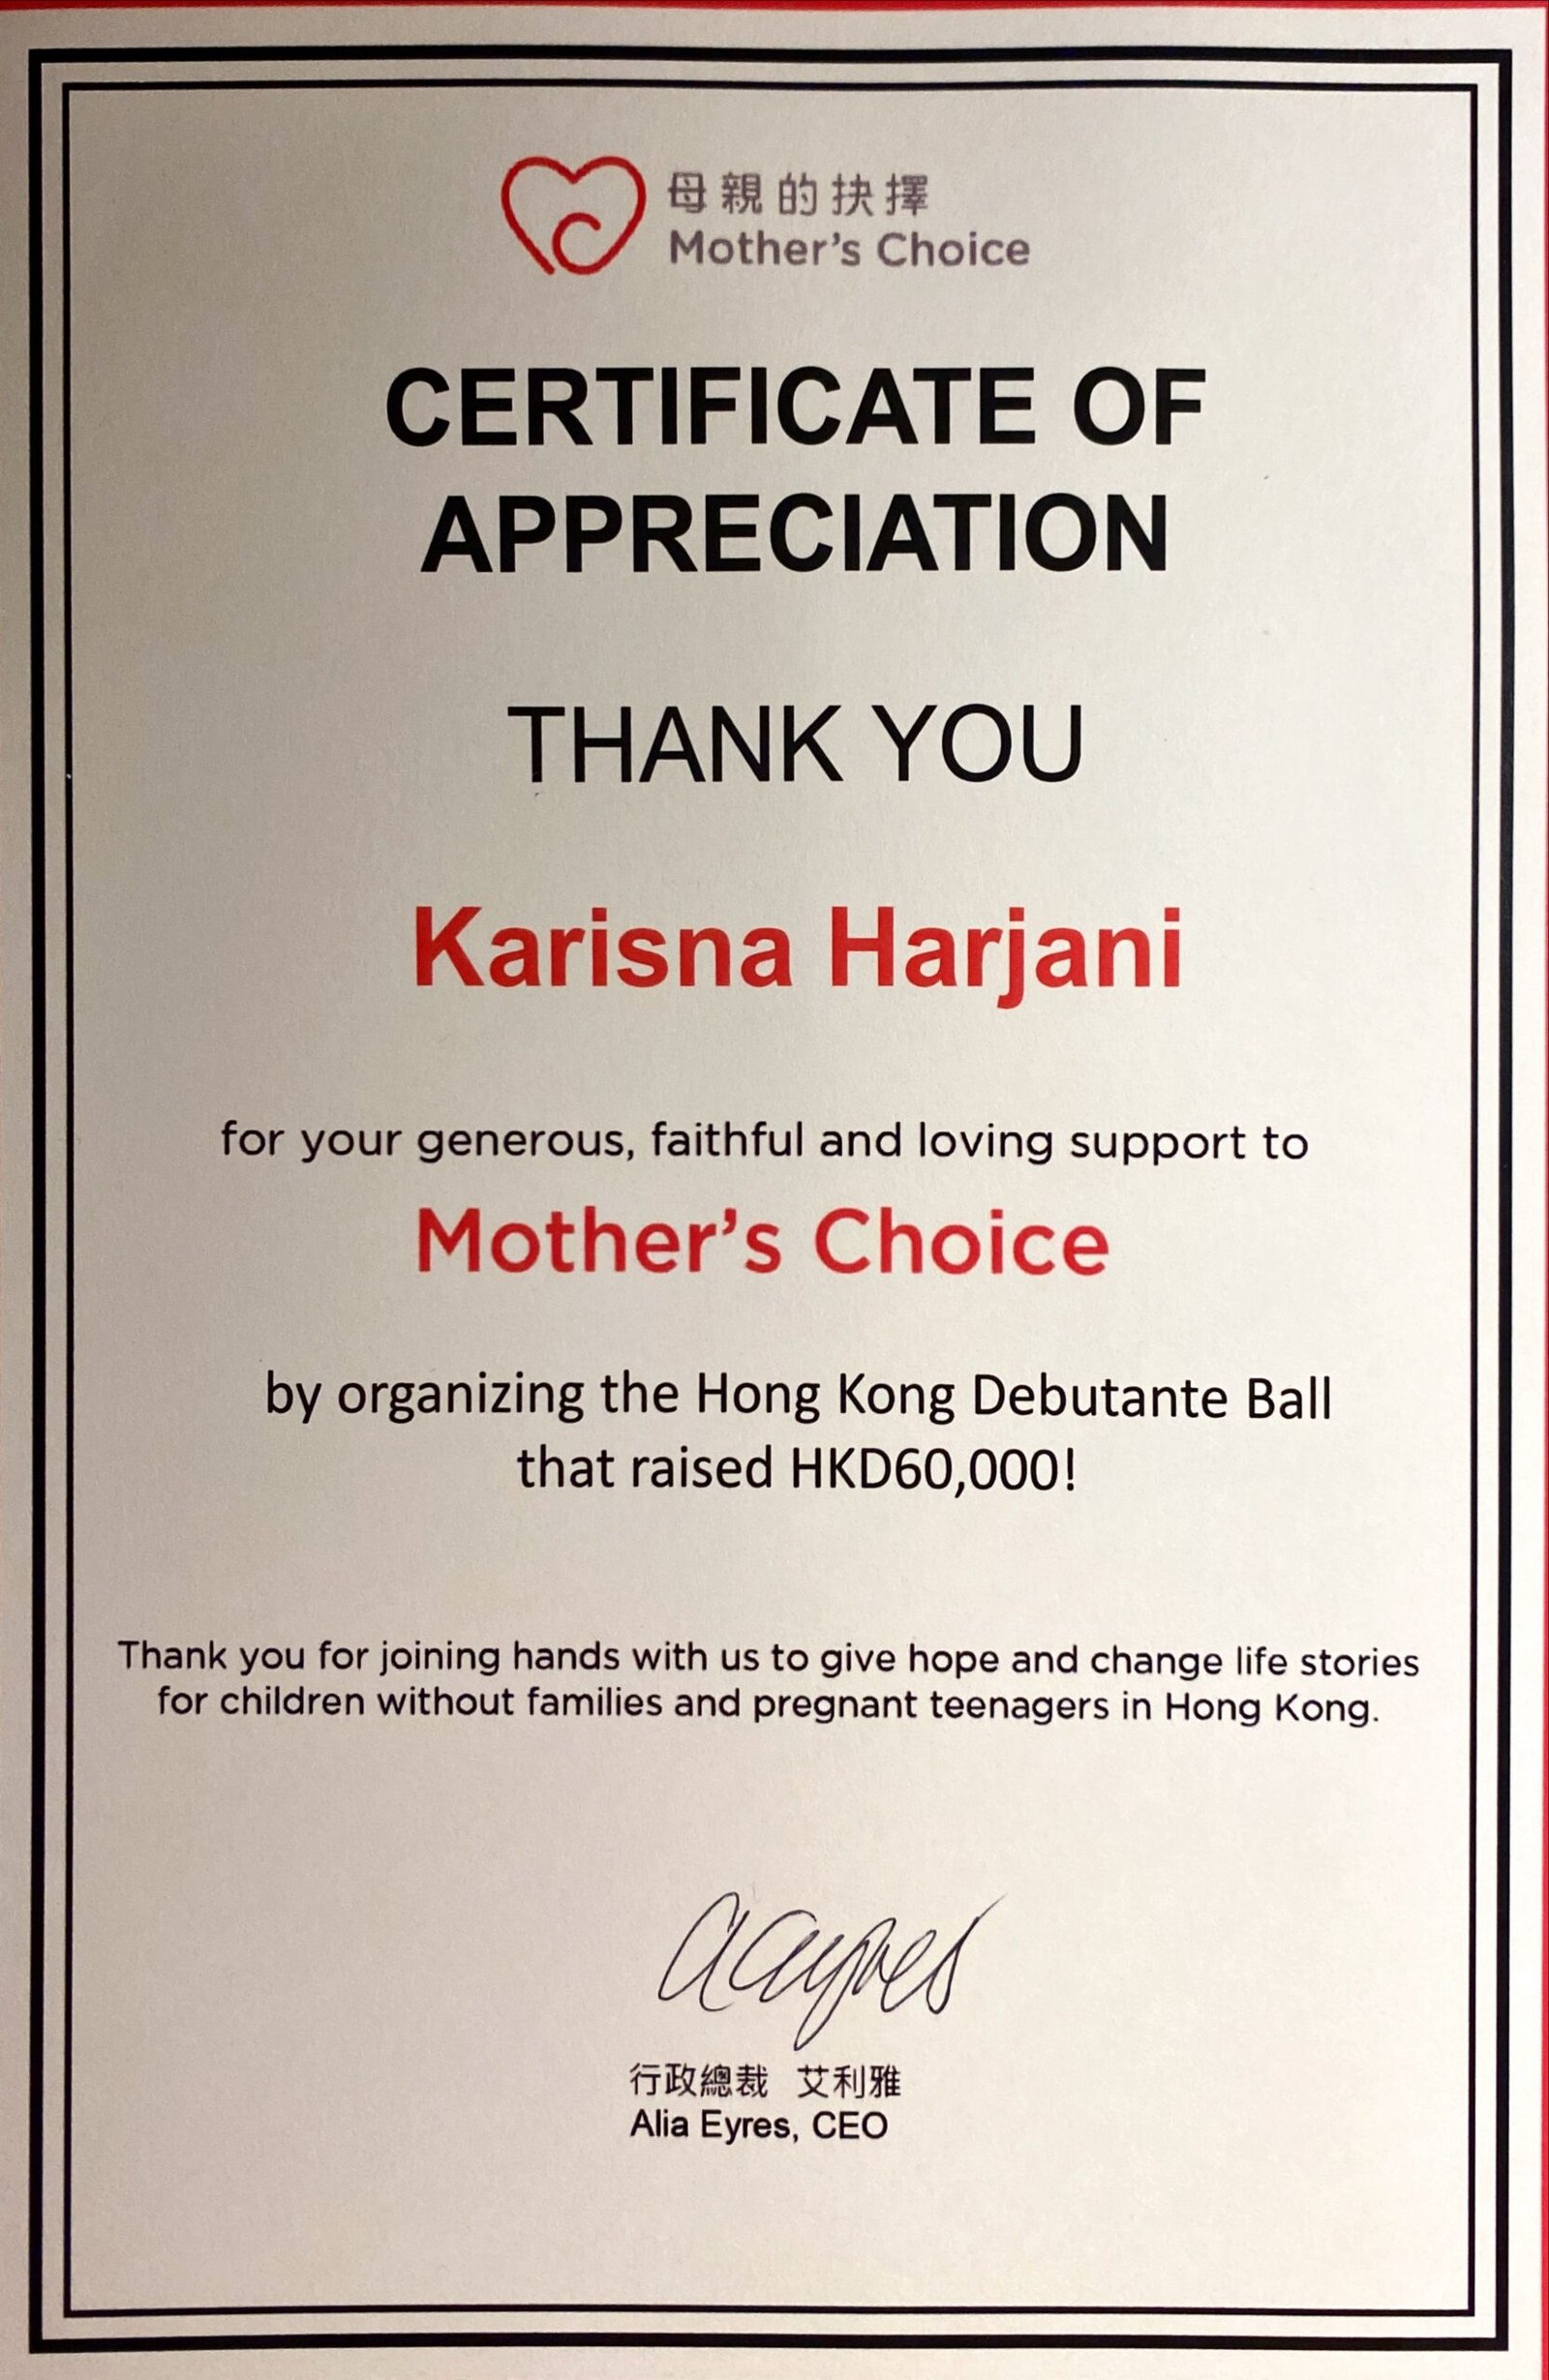 母親的抉擇
Mother's Choice
CERTIFICATE OF
APPRECIATION
THANK YOU
Karisna Harjani
for your generous, faithful and loving support to
Mother's Choice
by organizing the Hong Kong Debutante Ball
that raised HKD60,000!
Thank you for joining hands with us to give hope and change life stories
for children without families and pregnant teenagers in Hong Kong.
行政總裁 艾利雅
Alia Eyres, CEO